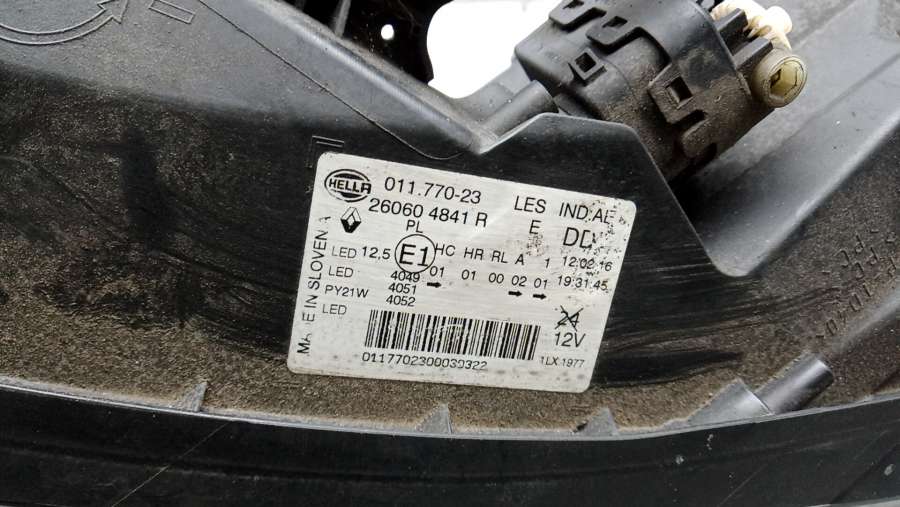 HELLA 011.770-23 LES IND.AE
26060 4841 R E DD
PL
LED 12,5 E1 HC HR RL A 1 12.02.16
LED 4049 01 01 00 02 01 19:31:45
PY21W 4051
LED 4052 24
12V
0117702300030322 1LX.1977
MADE IN SLOVENIA